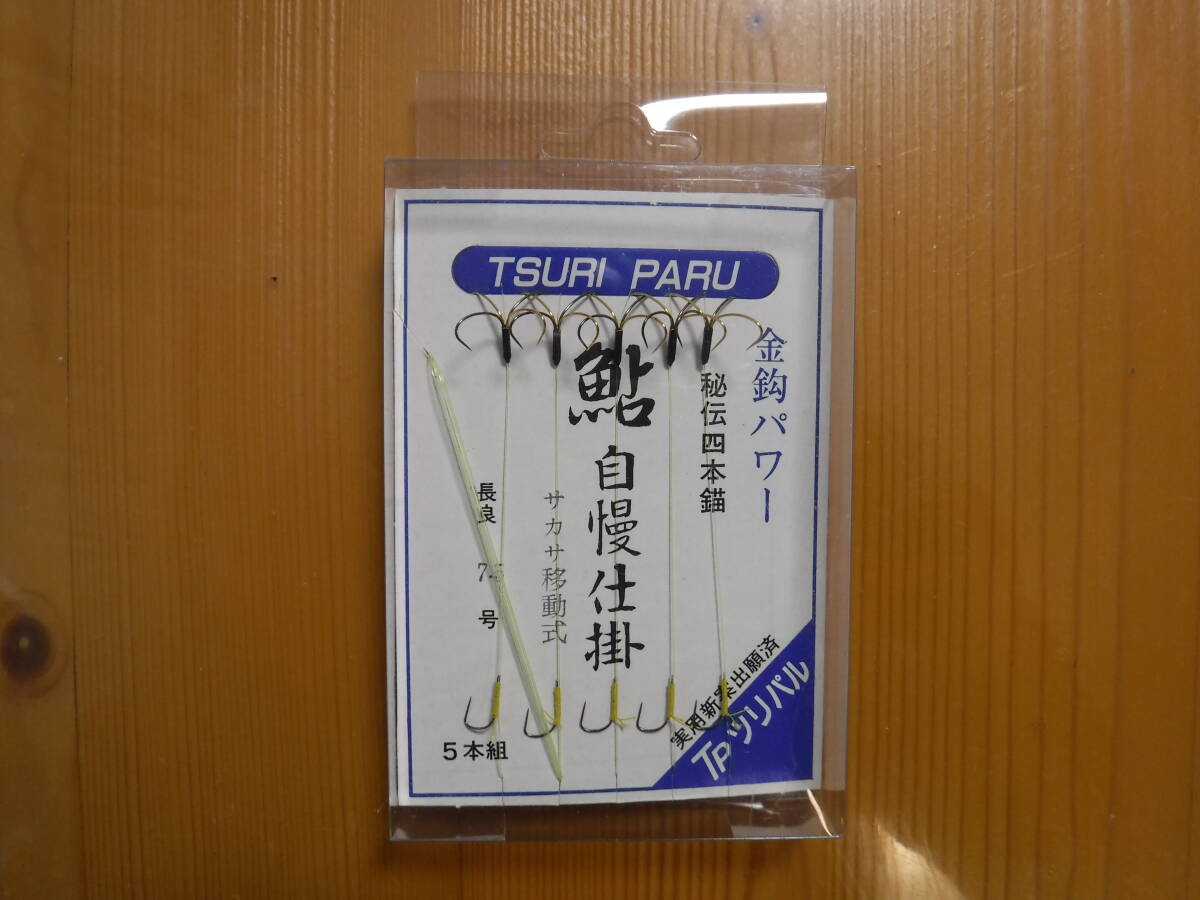 TSURI PARU
金鈎パワー
秘伝四本錨
鮎
自慢仕掛
サカサ移動式
長良
号
5本組
実用新案出願済
TP ツリパル